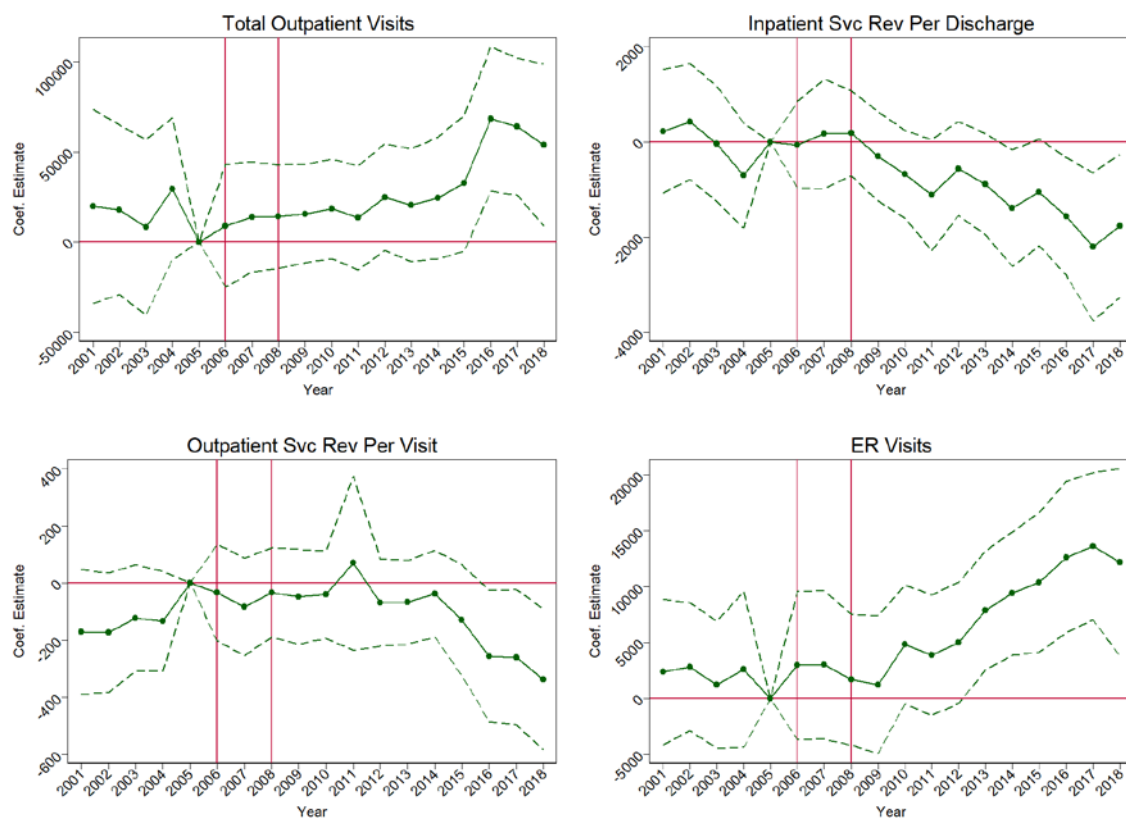 Total Outpatient Visits
Coef. Estimate
100000
50000
0
-50000
2001 2002 2003 2004 2005 2006 2007 2008 2009 2010 2011 2012 2013 2014 2015 2016 2017 2018
Year
Inpatient Svc Rev Per Discharge
Coef. Estimate
2000
0
-2000
-4000
2001 2002 2003 2004 2005 2006 2007 2008 2009 2010 2011 2012 2013 2014 2015 2016 2017 2018
Year
Outpatient Svc Rev Per Visit
Coef. Estimate
400
200
0
-200
-400
-600
2001 2002 2003 2004 2005 2006 2007 2008 2009 2010 2011 2012 2013 2014 2015 2016 2017 2018
Year
ER Visits
Coef. Estimate
20000
15000
10000
5000
0
-5000
2001 2002 2003 2004 2005 2006 2007 2008 2009 2010 2011 2012 2013 2014 2015 2016 2017 2018
Year